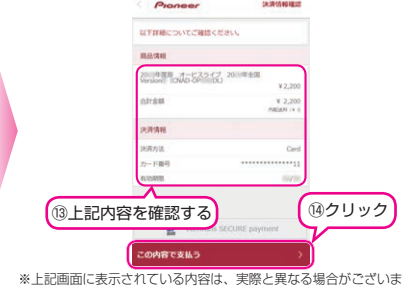 Pioneer 決済情報確認
以下詳細についてご確認ください。
商品情報
年度版 オービスライブ 20 年全国
Version [CNAD-OP DL]
¥2,200
合計金額 ¥ 2,200
決済情報
決済方法 Card
カード番号 **************11
有効期限
⑬上記内容を確認する
⑭クリック
SECURE payment
この内容で支払う >
※上記画面に表示されている内容は、実際と異なる場合がございま